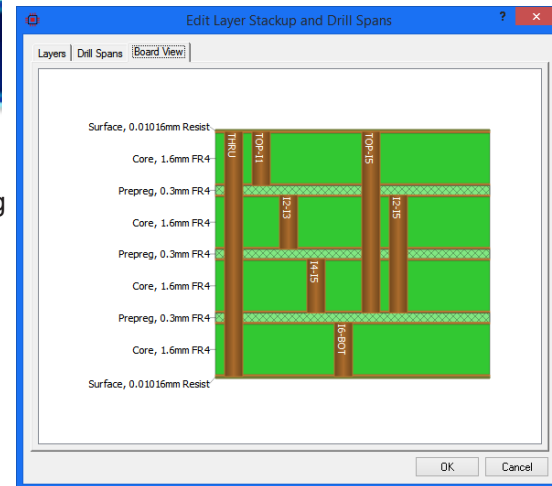 Edit Layer Stackup and Drill Spans
? ×
Layers Drill Spans Board View
Surface, 0.01016mm Resist
Core, 1.6mm FR4
Prepreg, 0.3mm FR4
Core, 1.6mm FR4
Prepreg, 0.3mm FR4
Core, 1.6mm FR4
Prepreg, 0.3mm FR4
Core, 1.6mm FR4
Surface, 0.01016mm Resist
THRU
TOP-I1
I2-I3
I4-I5
I6-BOT
TOP-I5
I2-I5
g
OK Cancel